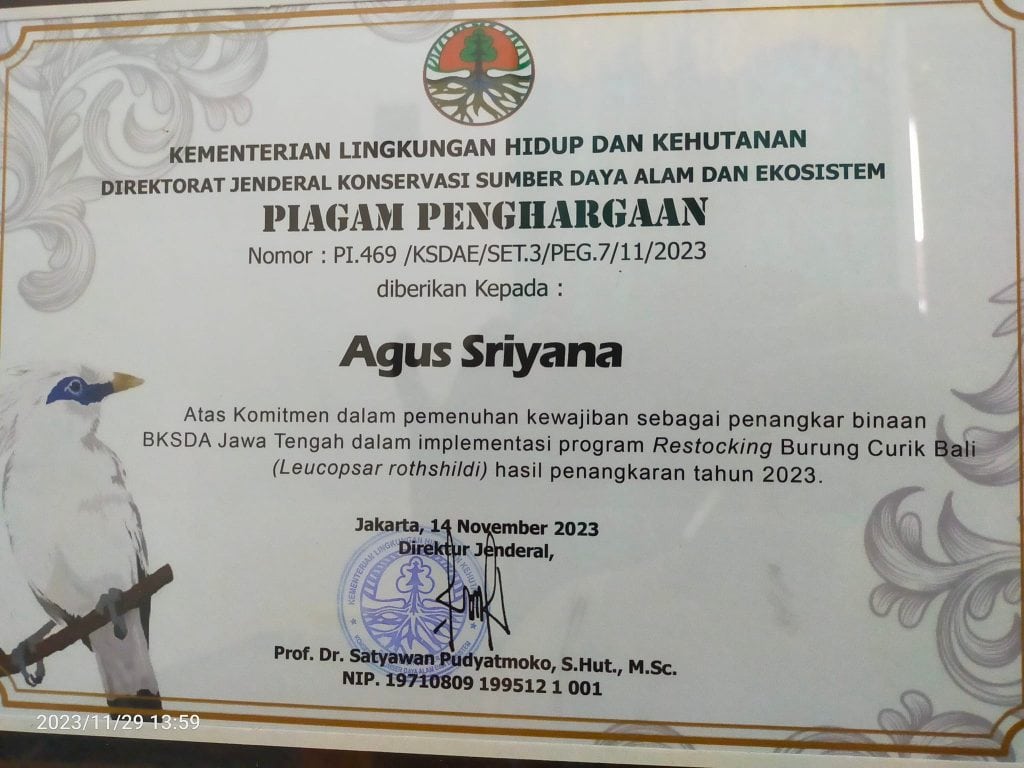 KEMENTERIAN LINGKUNGAN HIDUP DAN KEHUTANAN
DIREKTORAT JENDERAL KONSERVASI SUMBER DAYA ALAM DAN EKOSISTEM
PIAGAM PENGHARGAAN
Nomor : PI.469 /KSDAE/SET.3/PEG.7/11/2023
diberikan Kepada :
Agus Sriyana
Atas Komitmen dalam pemenuhan kewajiban sebagai penangkar binaan
BKSDA Jawa Tengah dalam implementasi program Restocking Burung Curik Bali
(Leucopsar rothshildi) hasil penangkaran tahun 2023.
Jakarta, 14 November 2023
Direktur Jenderal,
KEMENTERIAN LINGKUNGAN HIDUP
Prof. Dr. Satyawan Pudyatmoko, S.Hut., M.Sc.
NIP. 19710809 199512 1 001
2023/11/29 13:59